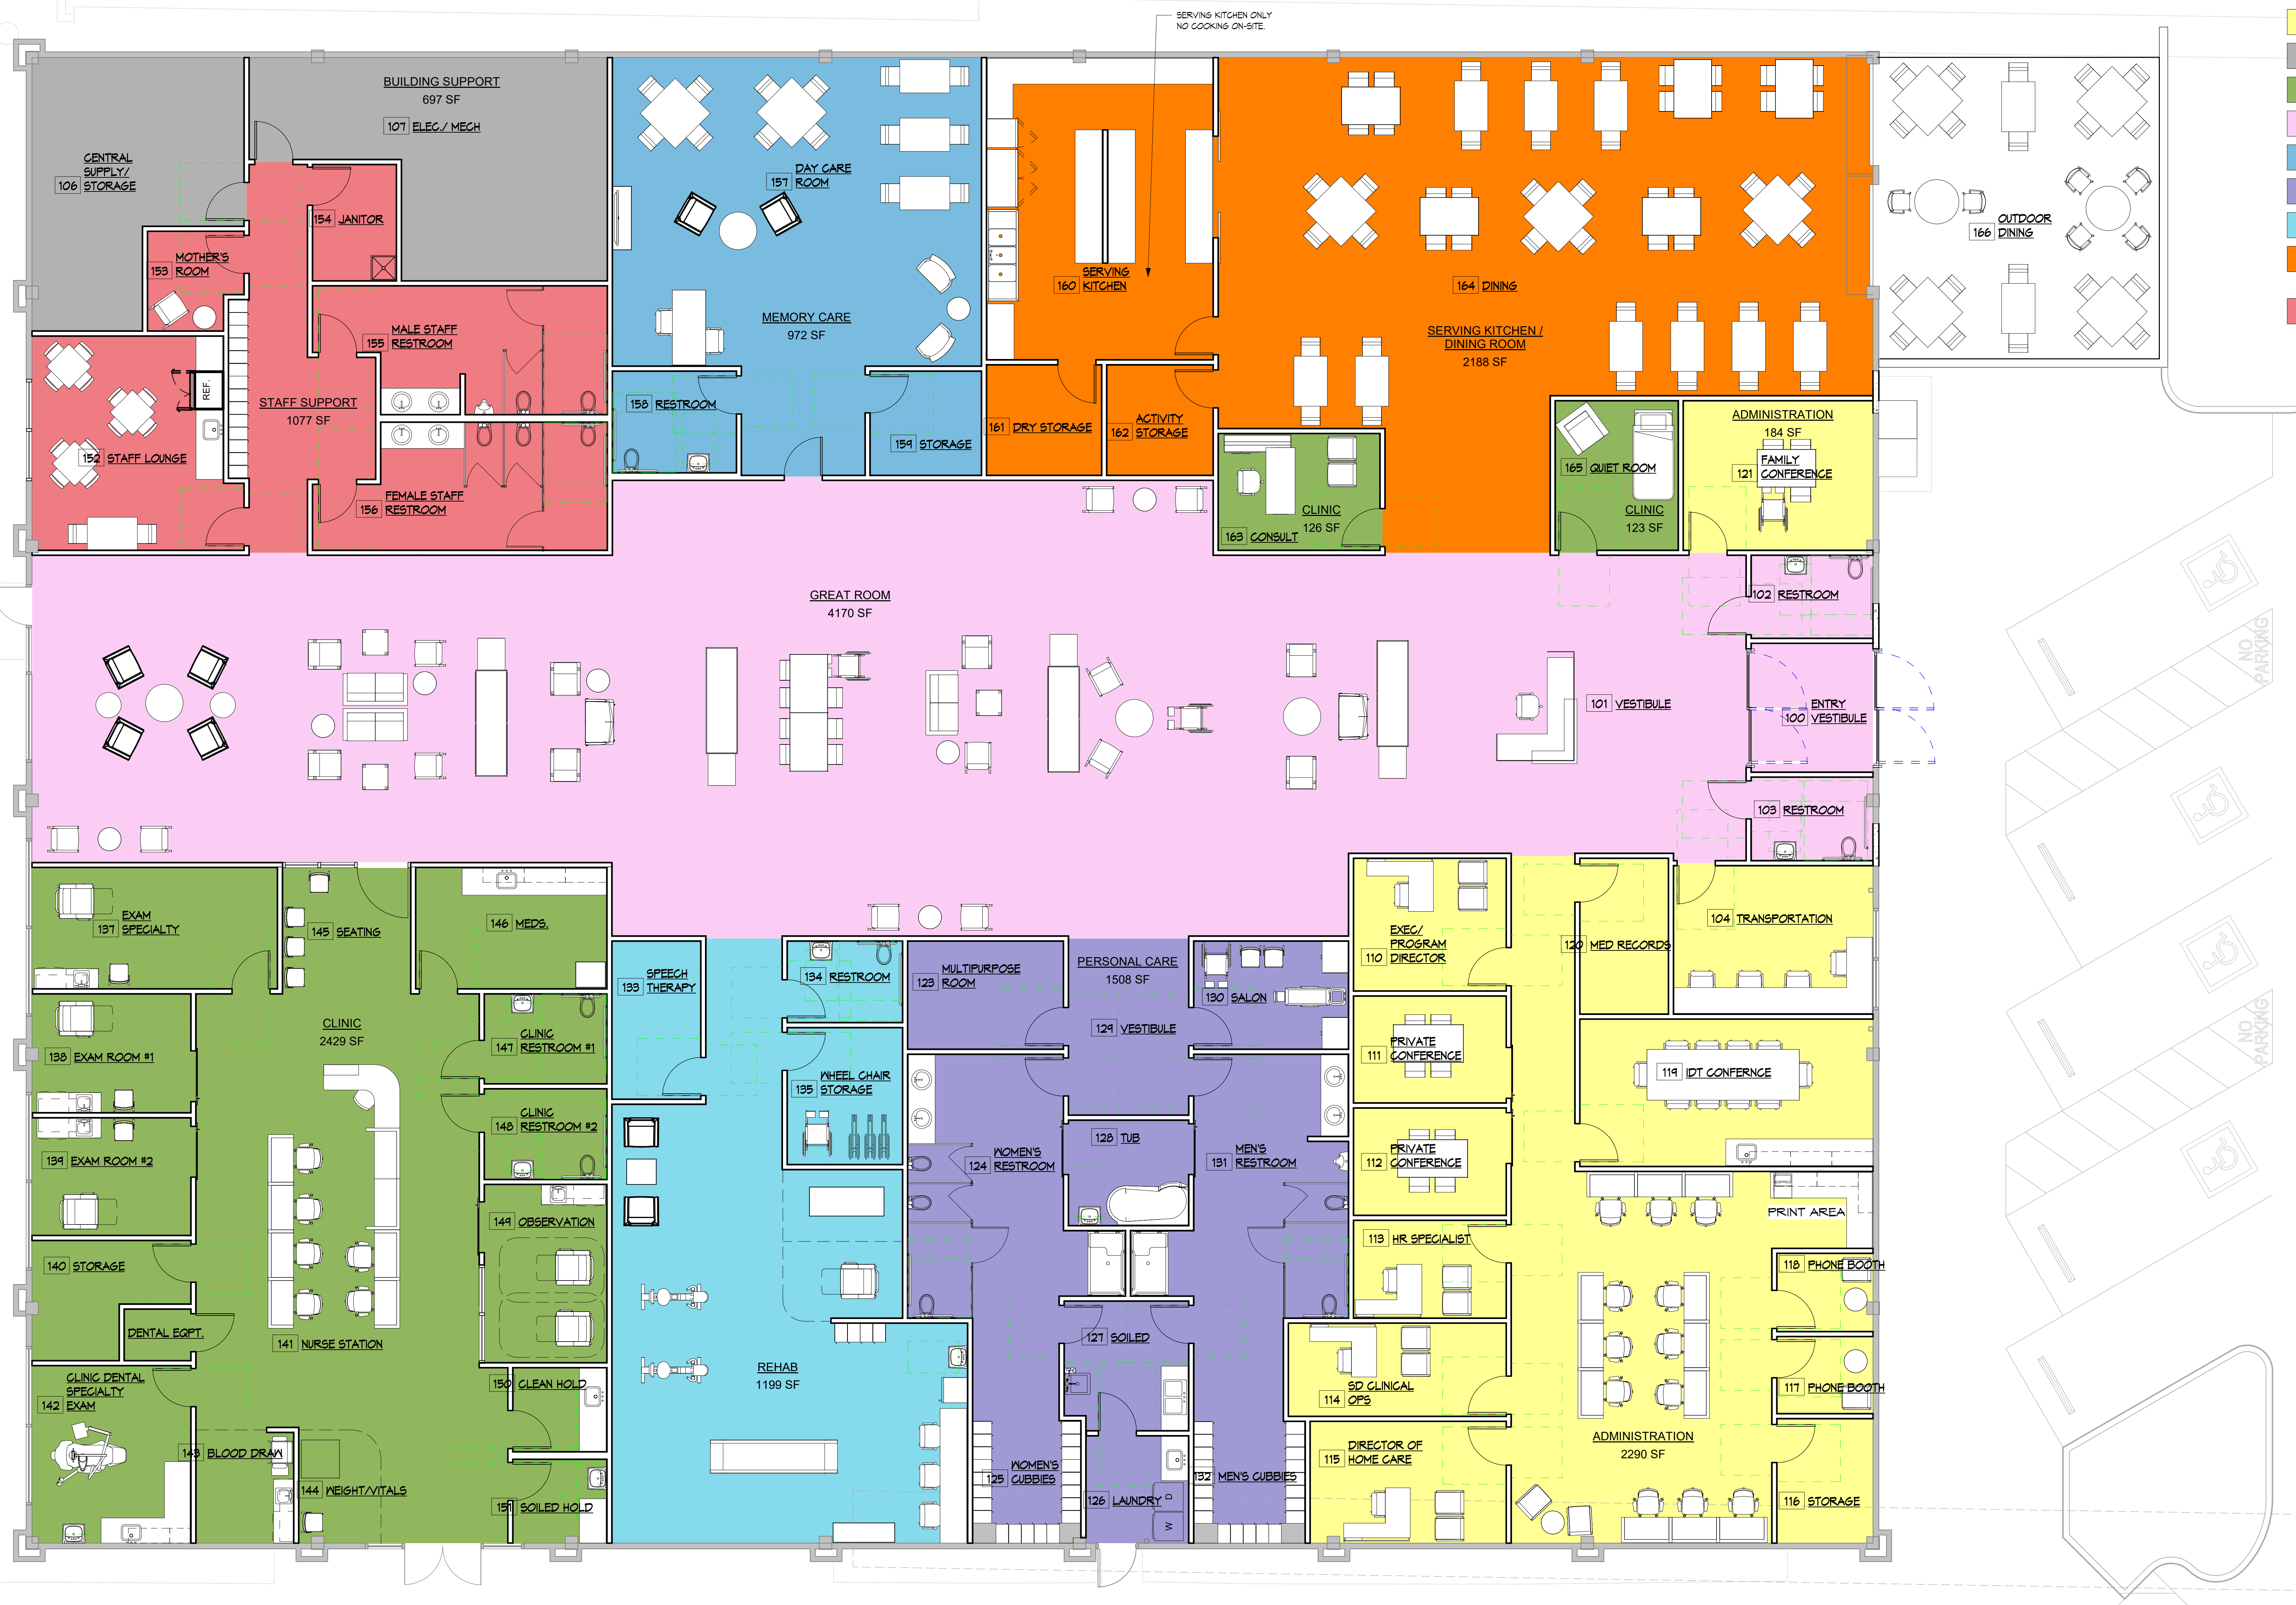 SERVING KITCHEN ONLY
NO COOKING ON-SITE.
BUILDING SUPPORT
697 SF
107 ELEC./ MECH
CENTRAL
SUPPLY/
106 STORAGE
154 JANITOR
MOTHER'S
153 ROOM
MALE STAFF
155 RESTROOM
REF.
STAFF SUPPORT
1077 SF
152 STAFF LOUNGE
FEMALE STAFF
156 RESTROOM
DAY CARE
157 ROOM
MEMORY CARE
972 SF
158 RESTROOM
159 STORAGE
SERVING
160 KITCHEN
161 DRY STORAGE
ACTIVITY
162 STORAGE
164 DINING
SERVING KITCHEN /
DINING ROOM
2188 SF
OUTDOOR
166 DINING
CLINIC
126 SF
163 CONSULT
165 QUIET ROOM
CLINIC
123 SF
ADMINISTRATION
184 SF
FAMILY
121 CONFERENCE
GREAT ROOM
4170 SF
102 RESTROOM
101 VESTIBULE
ENTRY
100 VESTIBULE
103 RESTROOM
NO
PARKING
NO
PARKING
EXAM
137 SPECIALTY
145 SEATING
146 MEDS.
CLINIC
2429 SF
138 EXAM ROOM #1
CLINIC
147 RESTROOM #1
CLINIC
148 RESTROOM #2
139 EXAM ROOM #2
149 OBSERVATION
140 STORAGE
DENTAL EQPT.
141 NURSE STATION
CLINIC DENTAL
SPECIALTY
142 EXAM
150 CLEAN HOLD
143 BLOOD DRAW
144 WEIGHT/VITALS
151 SOILED HOLD
SPEECH
133 THERAPY
134 RESTROOM
WHEEL CHAIR
135 STORAGE
REHAB
1199 SF
MULTIPURPOSE
123 ROOM
PERSONAL CARE
1508 SF
130 SALON
129 VESTIBULE
128 TUB
WOMEN'S
124 RESTROOM
MEN'S
131 RESTROOM
127 SOILED
WOMEN'S
125 CUBBIES
126 LAUNDRY
D
W
132 MEN'S CUBBIES
EXEC/
PROGRAM
110 DIRECTOR
120 MED RECORDS
104 TRANSPORTATION
PRIVATE
111 CONFERENCE
119 IDT CONFERNCE
PRIVATE
112 CONFERENCE
PRINT AREA
113 HR SPECIALIST
118 PHONE BOOTH
SD CLINICAL
114 OPS
117 PHONE BOOTH
DIRECTOR OF
115 HOME CARE
ADMINISTRATION
2290 SF
116 STORAGE